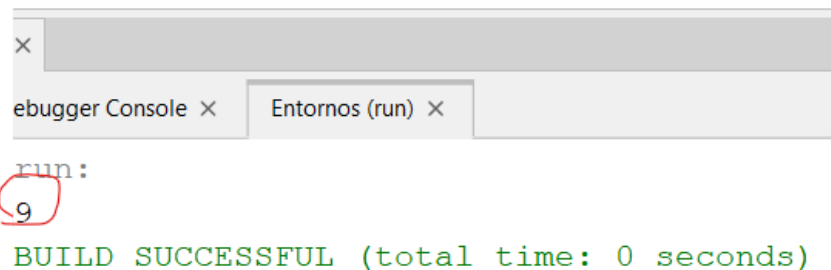 ebugger Console × Entornos (run) ×
run:
9
BUILD SUCCESSFUL (total time: 0 seconds)